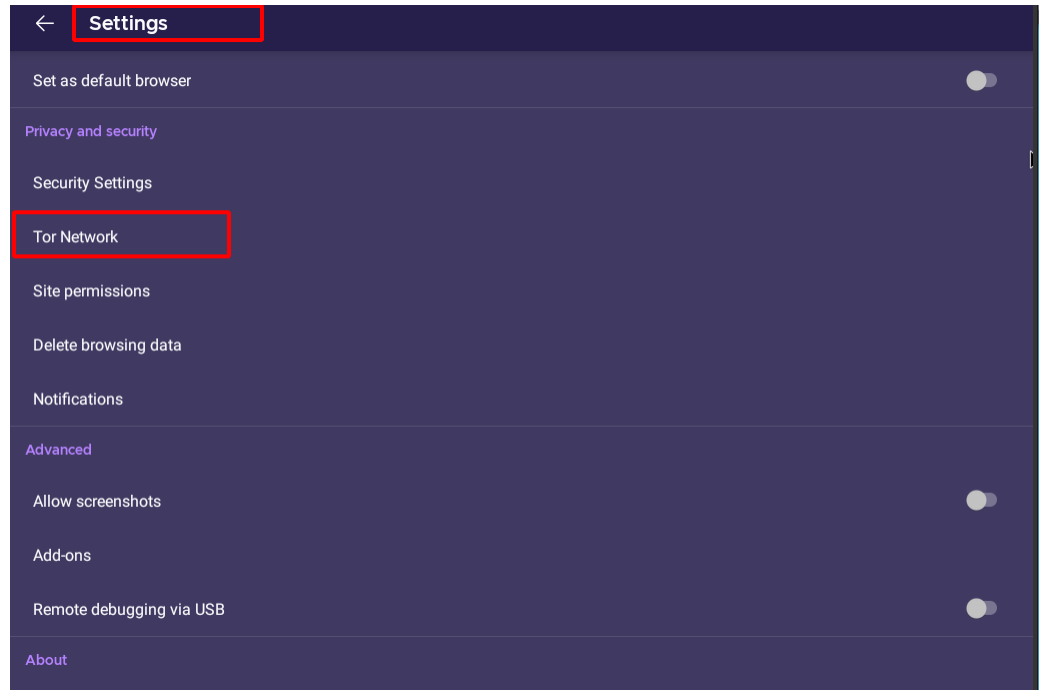 Settings
Set as default browser
Privacy and security
Security Settings
Tor Network
Site permissions
Delete browsing data
Notifications
Advanced
Allow screenshots
Add-ons
Remote debugging via USB
About